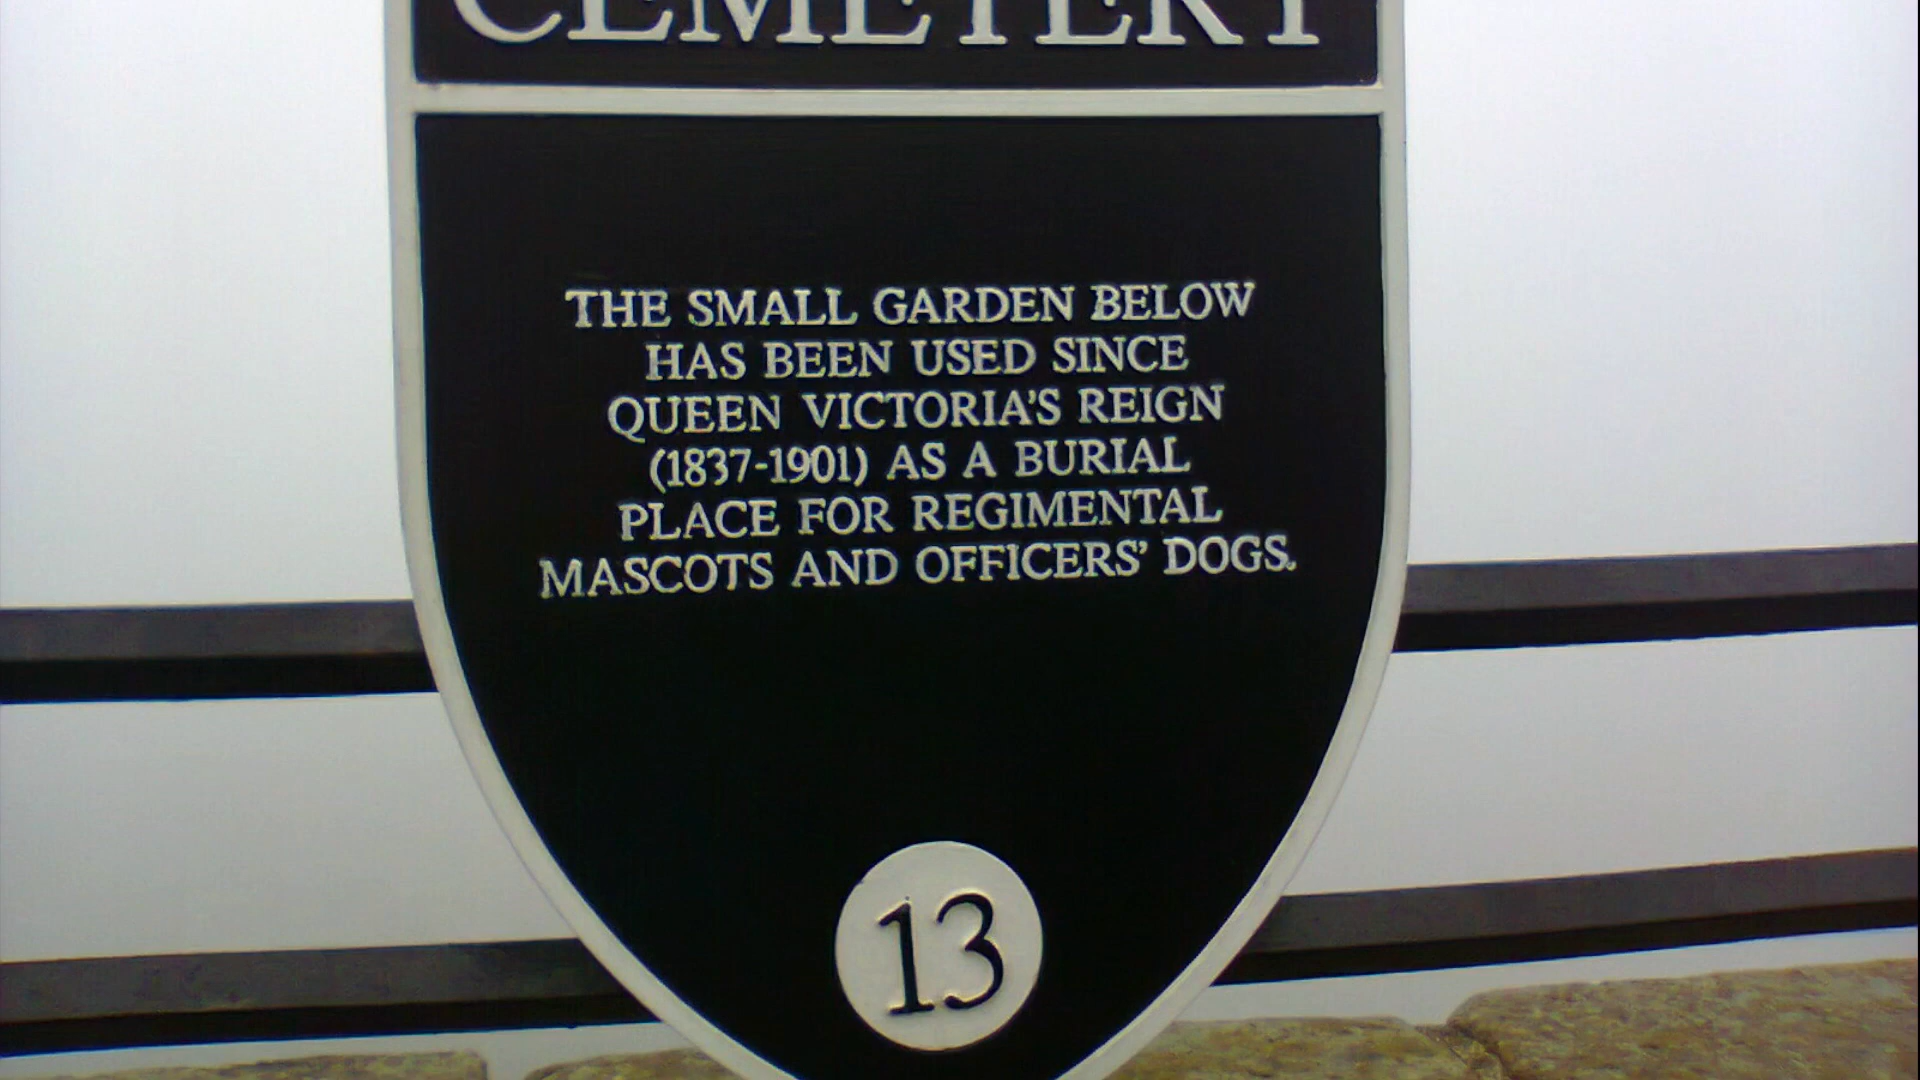 CEMETERY
THE SMALL GARDEN BELOW
HAS BEEN USED SINCE
QUEEN VICTORIA'S REIGN
(1837-1901) AS A BURIAL
PLACE FOR REGIMENTAL
MASCOTS AND OFFICERS' DOGS.
13